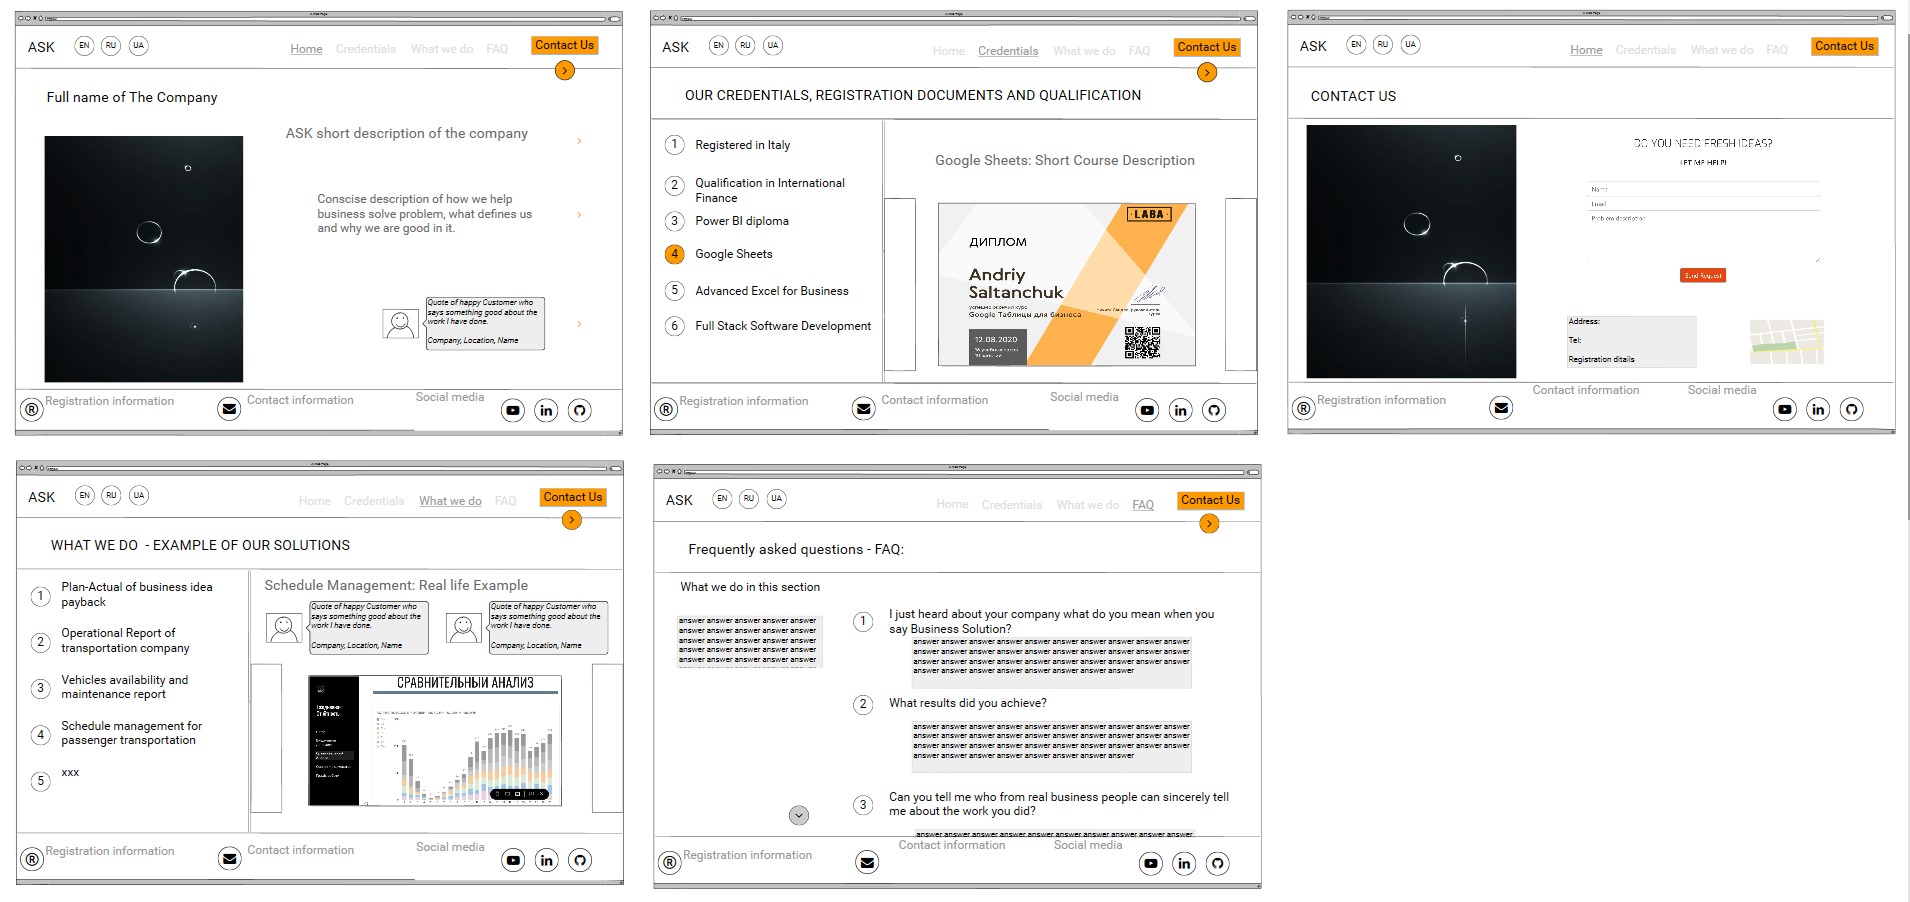 ASK
EN
RU
UA
Home
Credentials
What we do
FAQ
Contact Us
Full name of The Company
ASK short description of the company
Conscise description of how we help
business solve problem, what defines us
and why we are good in it.
Quote of happy Customer who
says something good about the
work I have done.
Company, Location, Name
Registration information
Contact information
Social media
ASK
EN
RU
UA
Home
Credentials
What we do
FAQ
Contact Us
OUR CREDENTIALS, REGISTRATION DOCUMENTS AND QUALIFICATION
1 Registered in Italy
2 Qualification in International
Finance
3 Power BI diploma
4 Google Sheets
5 Advanced Excel for Business
6 Full Stack Software Development
Google Sheets: Short Course Description
LABA
ДИПЛОМ
Andriy
Saltanchuk
успешно окончил курс
Google Таблицы для бизнеса
12.08.2020
Registration information
Contact information
Social media
ASK
EN
RU
UA
Home
Credentials
What we do
FAQ
Contact Us
CONTACT US
DO YOU NEED FRESH IDEAS?
LET ME HELP!
Name
Email
Problem description
Send Request
Address:
Tel:
Registration ditails
Registration information
Contact information
Social media
ASK
EN
RU
UA
Home
Credentials
What we do
FAQ
Contact Us
WHAT WE DO - EXAMPLE OF OUR SOLUTIONS
1 Plan-Actual of business idea
payback
2 Operational Report of
transportation company
3 Vehicles availability and
maintenance report
4 Schedule management for
passenger transportation
5 xxx
Schedule Management: Real life Example
Quote of happy Customer who
says something good about the
work I have done.
Company, Location, Name
Quote of happy Customer who
says something good about the
work I have done.
Company, Location, Name
СРАВНИТЕЛЬНЫЙ АНАЛИЗ
Registration information
Contact information
Social media
ASK
EN
RU
UA
Home
Credentials
What we do
FAQ
Contact Us
Frequently asked questions - FAQ:
What we do in this section
answer answer answer answer answer
answer answer answer answer answer
answer answer answer answer answer
answer answer answer answer answer
answer answer answer answer answer
1 I just heard about your company what do you mean when you
say Business Solution?
answer answer answer answer answer answer answer answer answer answer
answer answer answer answer answer answer answer answer answer answer
answer answer answer answer answer answer answer answer answer answer
answer answer answer answer answer answer answer answer
2 What results did you achieve?
answer answer answer answer answer answer answer answer answer answer
answer answer answer answer answer answer answer answer answer answer
answer answer answer answer answer answer answer answer answer answer
answer answer answer answer answer answer answer answer
3 Can you tell me who from real business people can sincerely tell
me about the work you did?
answer answer answer answer answer answer answer answer answer answer
Registration information
Contact information
Social media